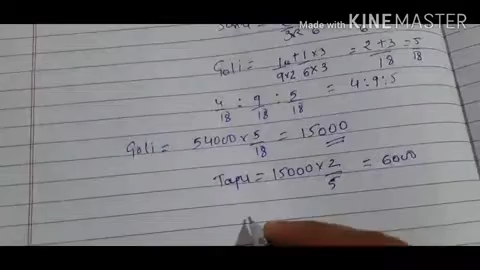 Made with KINEMASTER
Goli = 1×2/9×2 + 1×3/6×3 = 2+3/18 = 5/18
4/18 : 9/18 : 5/18 = 4:9:5
Goli = 54000 × 5/18 = 15000
Tapu = 15000 × 2/5 = 6000